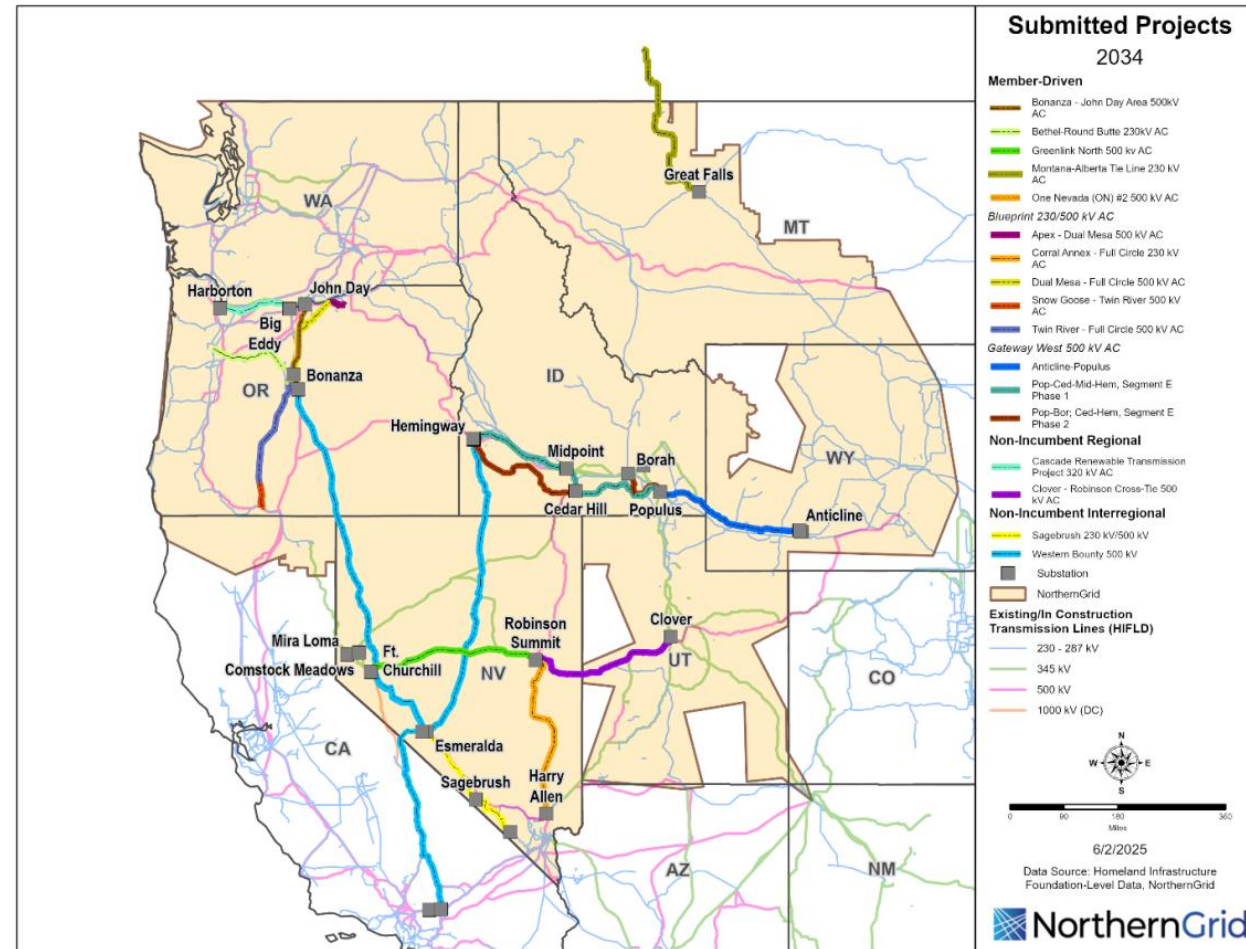 Submitted Projects
2034
Member-Driven
Bonanza - John Day Area 500kV
AC
Bethel-Round Butte 230kV AC
Greenlink North 500 kv AC
Montana-Alberta Tie Line 230 kV
AC
One Nevada (ON) #2 500 kV AC
Blueprint 230/500 kV AC
Apex - Dual Mesa 500 kV AC
Corral Annex - Full Circle 230 kV
AC
Dual Mesa - Full Circle 500 kV AC
Snow Goose - Twin River 500 kV
AC
Twin River - Full Circle 500 kV AC
Gateway West 500 kV AC
Anticline-Populus
Pop-Ced-Mid-Hem, Segment E
Phase 1
Pop-Bor; Ced-Hem, Segment E
Phase 2
Non-Incumbent Regional
Cascade Renewable Transmission
Project 320 kV AC
Clover - Robinson Cross-Tie 500
kV AC
Non-Incumbent Interregional
Sagebrush 230 kV/500 kV
Western Bounty 500 kV
Substation
NorthernGrid
Existing/In Construction
Transmission Lines (HIFLD)
230 - 287 kV
345 kV
500 kV
1000 kV (DC)
N
W E
S
0 90 180 360
Miles
6/2/2025
Data Source: Homeland Infrastructure
Foundation-Level Data, NorthernGrid
NorthernGrid
Great Falls
WA
MT
Harborton
John Day
Big
Eddy
Bonanza
OR
ID
Hemingway
Midpoint
Borah
WY
Cedar Hill
Populus
Anticline
Mira Loma
Ft.
Churchill
Comstock Meadows
Robinson
Summit
Clover
NV
UT
CO
CA
Esmeralda
Sagebrush
Harry
Allen
AZ
NM